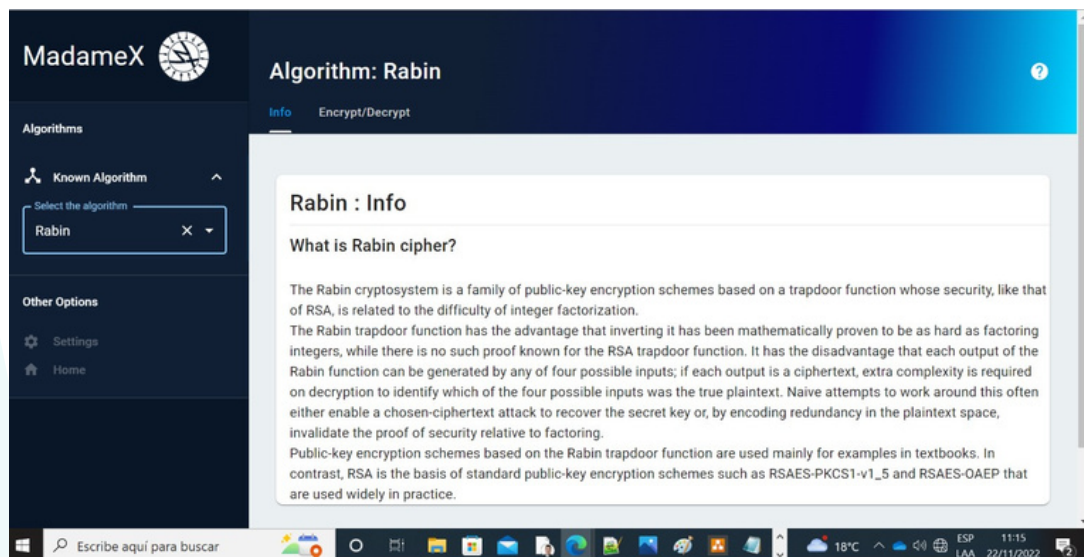 MadameX
Algorithm: Rabin
Info Encrypt/Decrypt
Algorithms
Known Algorithm
Select the algorithm
Rabin
Other Options
Settings
Home
Rabin : Info
What is Rabin cipher?
The Rabin cryptosystem is a family of public-key encryption schemes based on a trapdoor function whose security, like that
of RSA, is related to the difficulty of integer factorization.
The Rabin trapdoor function has the advantage that inverting it has been mathematically proven to be as hard as factoring
integers, while there is no such proof known for the RSA trapdoor function. It has the disadvantage that each output of the
Rabin function can be generated by any of four possible inputs; if each output is a ciphertext, extra complexity is required
on decryption to identify which of the four possible inputs was the true plaintext. Naive attempts to work around this often
either enable a chosen-ciphertext attack to recover the secret key or, by encoding redundancy in the plaintext space,
invalidate the proof of security relative to factoring.
Public-key encryption schemes based on the Rabin trapdoor function are used mainly for examples in textbooks. In
contrast, RSA is the basis of standard public-key encryption schemes such as RSAES-PKCS1-v1_5 and RSAES-OAEP that
are used widely in practice.
Escribe aquí para buscar
18°C
ESP
LAA
11:15
22/11/2022